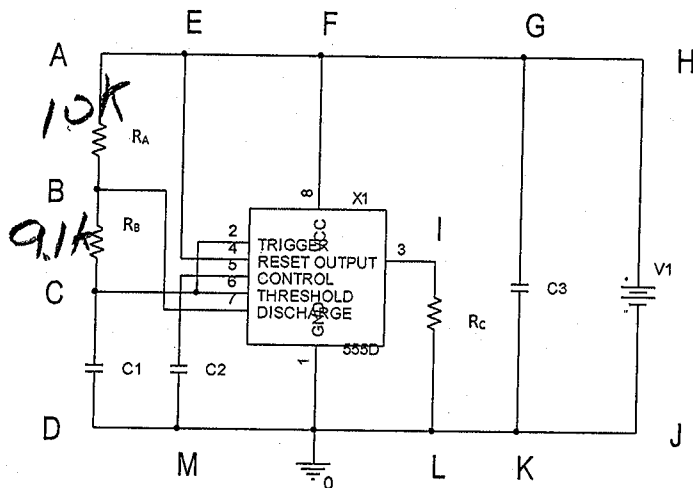 E F G
A H
10k
RA
B
8 X1
VCC
9.1k RB
2 TRIGGER
4 RESET OUTPUT 3 I
5 CONTROL
C 6 THRESHOLD
7 DISCHARGE
GND
C3 V1
RC
555D
1
C1 C2
D J
M 0 L K